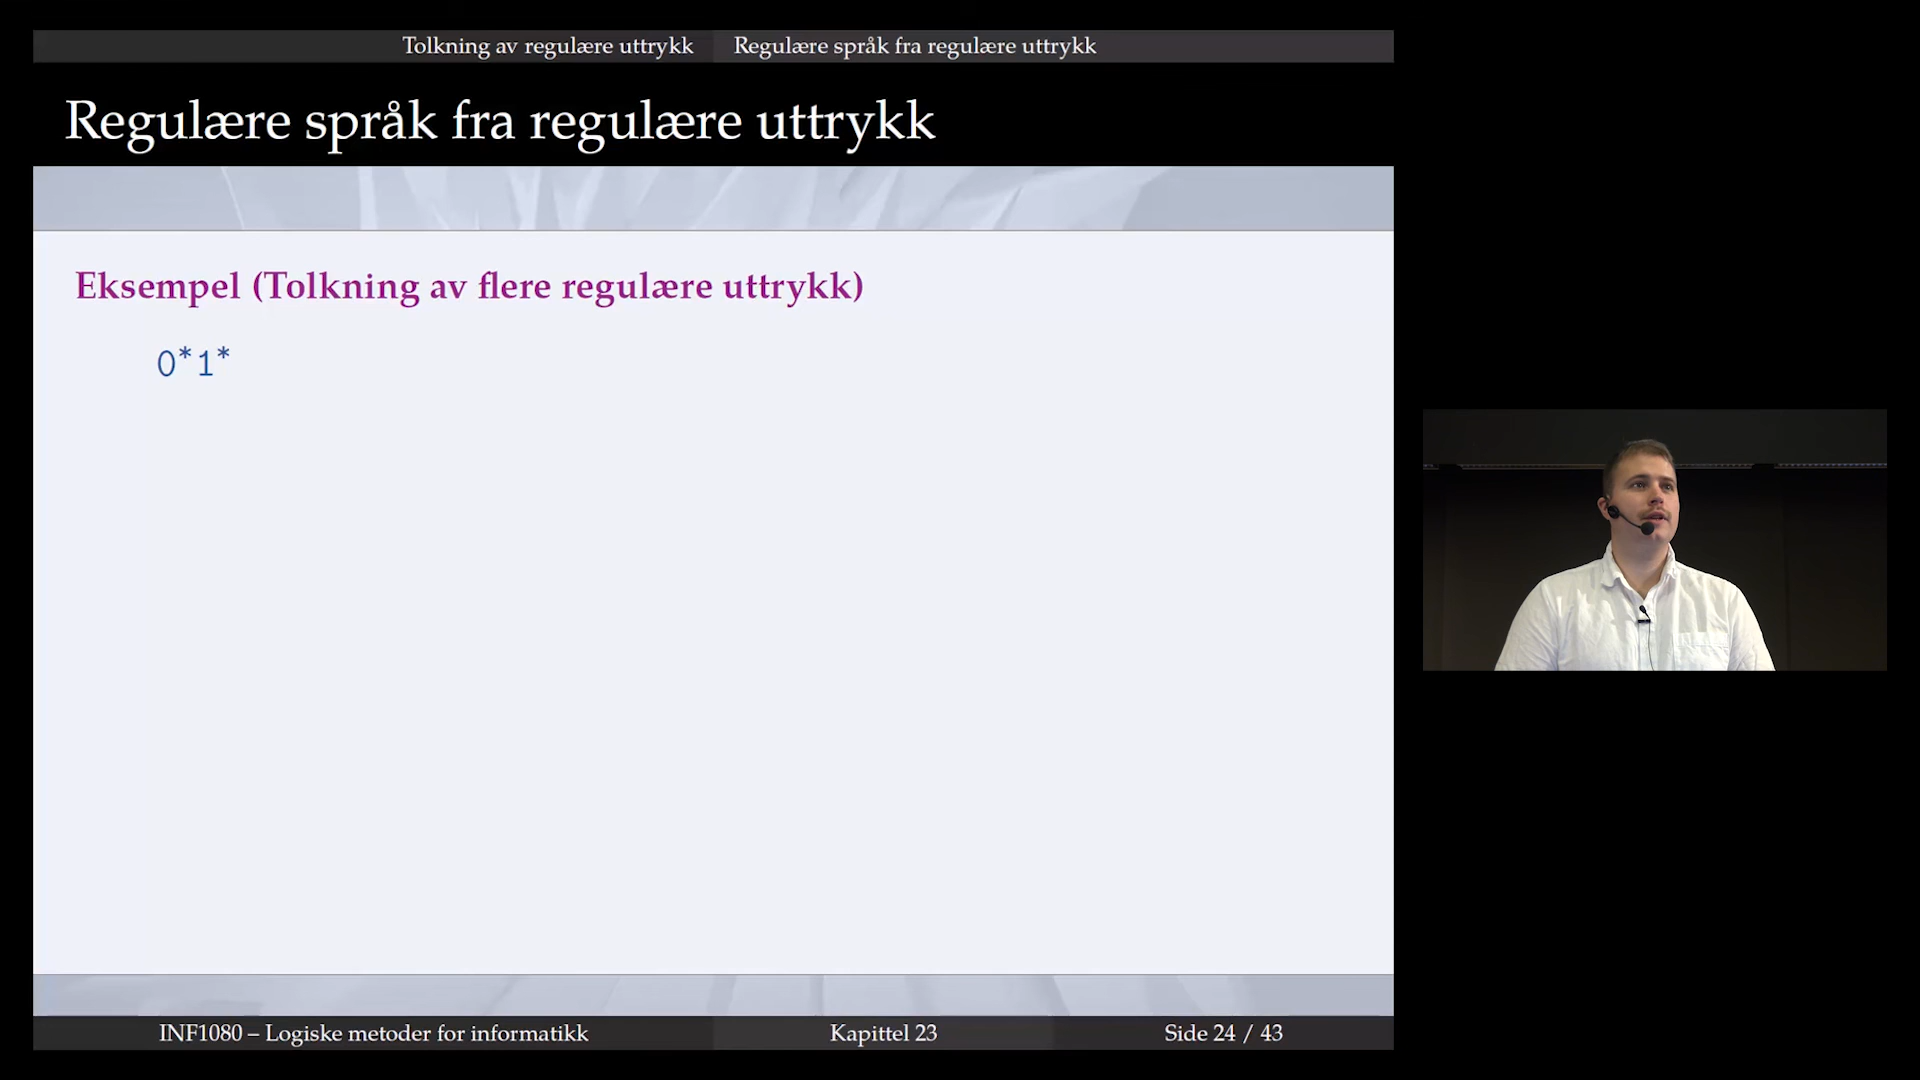 Tolkning av regulære uttrykk Regulære språk fra regulære uttrykk
Regulære språk fra regulære uttrykk
Eksempel (Tolkning av flere regulære uttrykk)
0*1*
INF1080 – Logiske metoder for informatikk Kapittel 23 Side 24 / 43